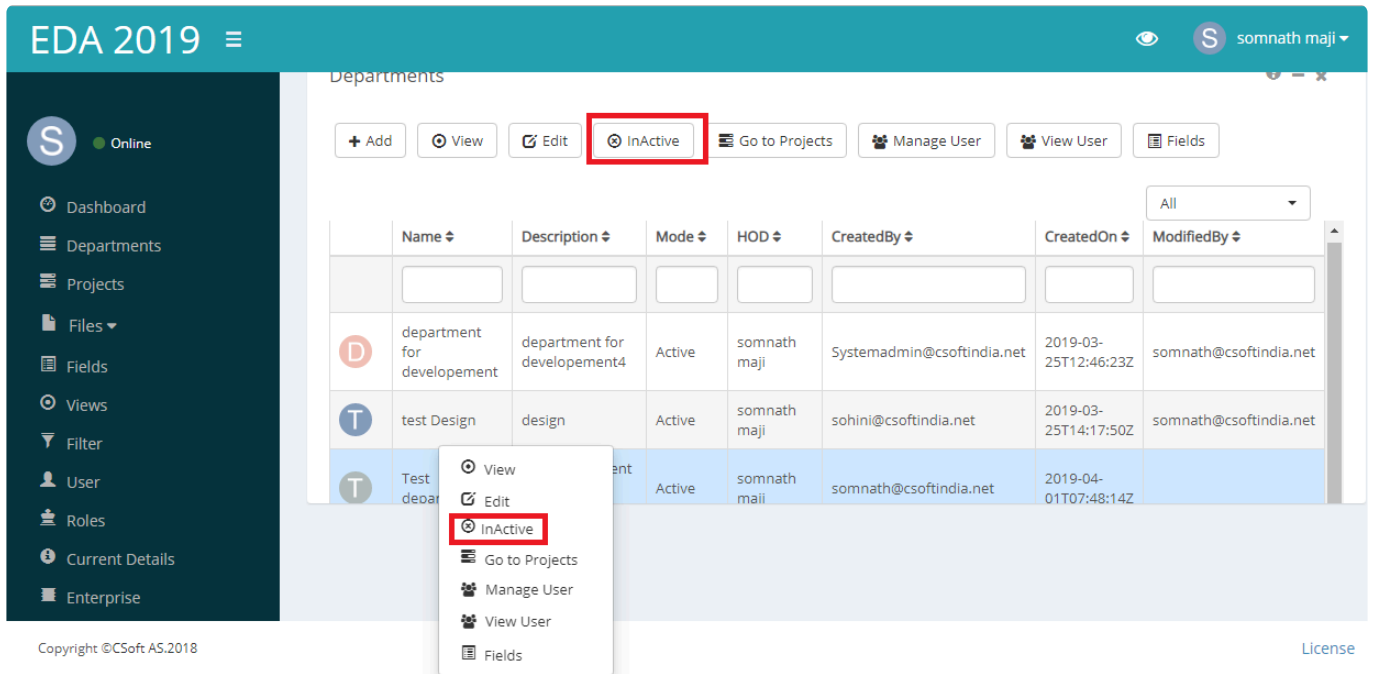 EDA 2019
somnath maji
Departments
S
S
Online
Add
View
Edit
InActive
Go to Projects
Manage User
View User
Fields
Dashboard
Departments
Projects
Files
Fields
Views
Filter
User
Roles
Current Details
Enterprise
All
Name Description Mode HOD CreatedBy CreatedOn ModifiedBy
D
department
for
developement
department for
developement4
Active
somnath
maji
Systemadmin@csoftindia.net
2019-03-
25T12:46:23Z
somnath@csoftindia.net
T
test Design
design
Active
somnath
maji
sohini@csoftindia.net
2019-03-
25T14:17:50Z
somnath@csoftindia.net
T
Test
depar
ent
Active
somnath
maji
somnath@csoftindia.net
2019-04-
01T07:48:14Z
View
Edit
InActive
Go to Projects
Manage User
View User
Fields
Copyright ©CSoft AS.2018
License